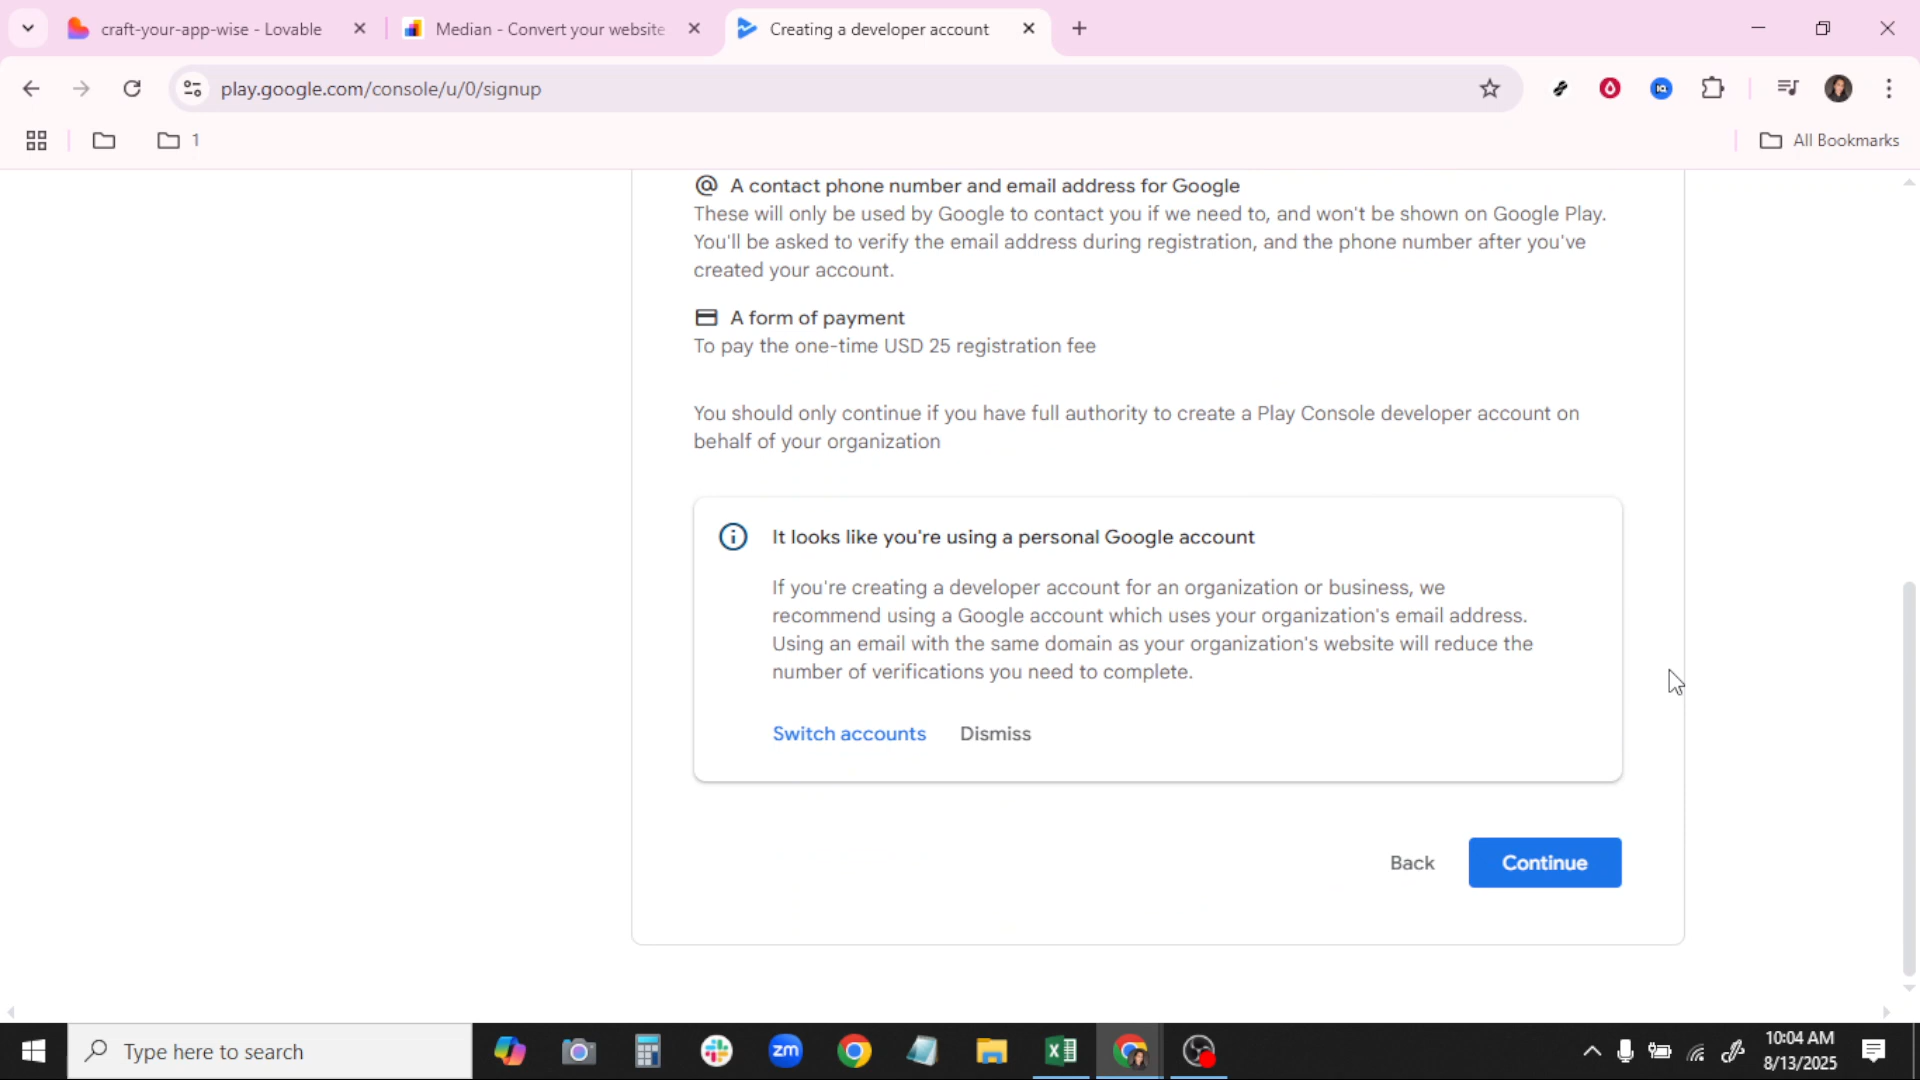 craft-your-app-wise - Lovable
Median - Convert your website
Creating a developer account
play.google.com/console/u/0/signup
1
All Bookmarks
A contact phone number and email address for Google
These will only be used by Google to contact you if we need to, and won't be shown on Google Play.
You'll be asked to verify the email address during registration, and the phone number after you've
created your account.
A form of payment
To pay the one-time USD 25 registration fee
You should only continue if you have full authority to create a Play Console developer account on
behalf of your organization
It looks like you're using a personal Google account
If you're creating a developer account for an organization or business, we
recommend using a Google account which uses your organization's email address.
Using an email with the same domain as your organization's website will reduce the
number of verifications you need to complete.
Switch accounts
Dismiss
Back
Continue
Type here to search
zm
10:04 AM
8/13/2025